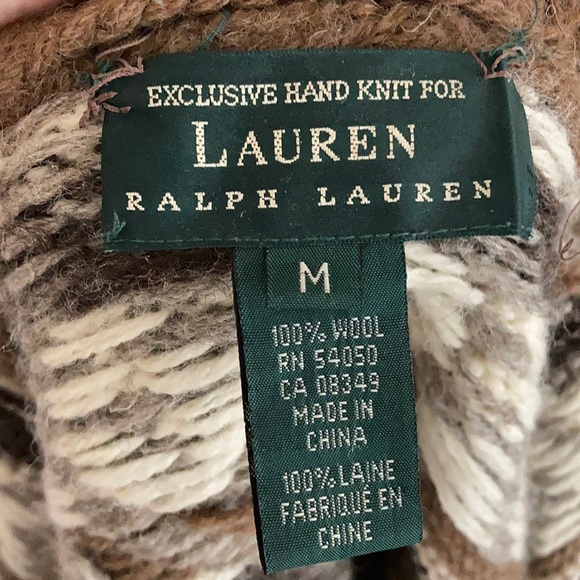 EXCLUSIVE HAND KNIT FOR
LAUREN
RALPH LAUREN
M
100% WOOL
RN 54050
CA 08349
MADE IN
CHINA
100% LAINE
FABRIQUÉ EN
CHINE